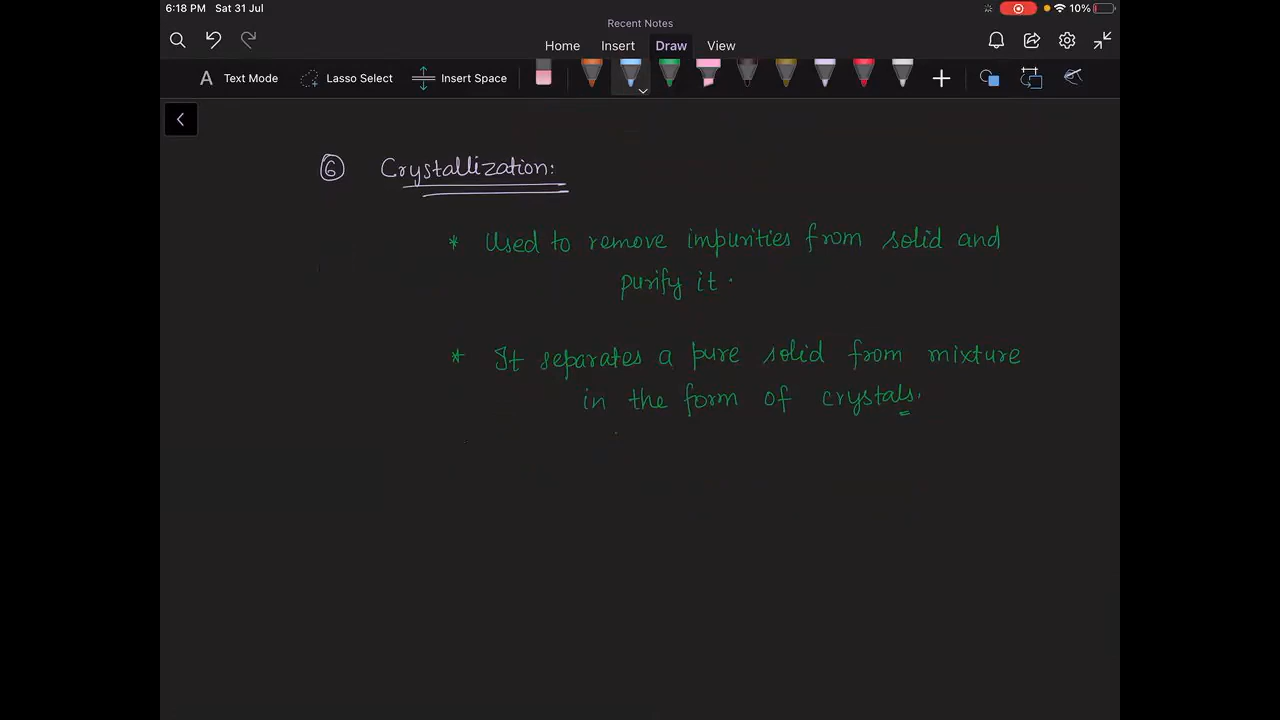 6:18 PM Sat 31 Jul
10%
Recent Notes
Home Insert Draw View
Text Mode Lasso Select Insert Space
⑥ Crystallization:
* Used to remove impurities from solid and
purify it.
* It separates a pure solid from mixture
in the form of crystals.